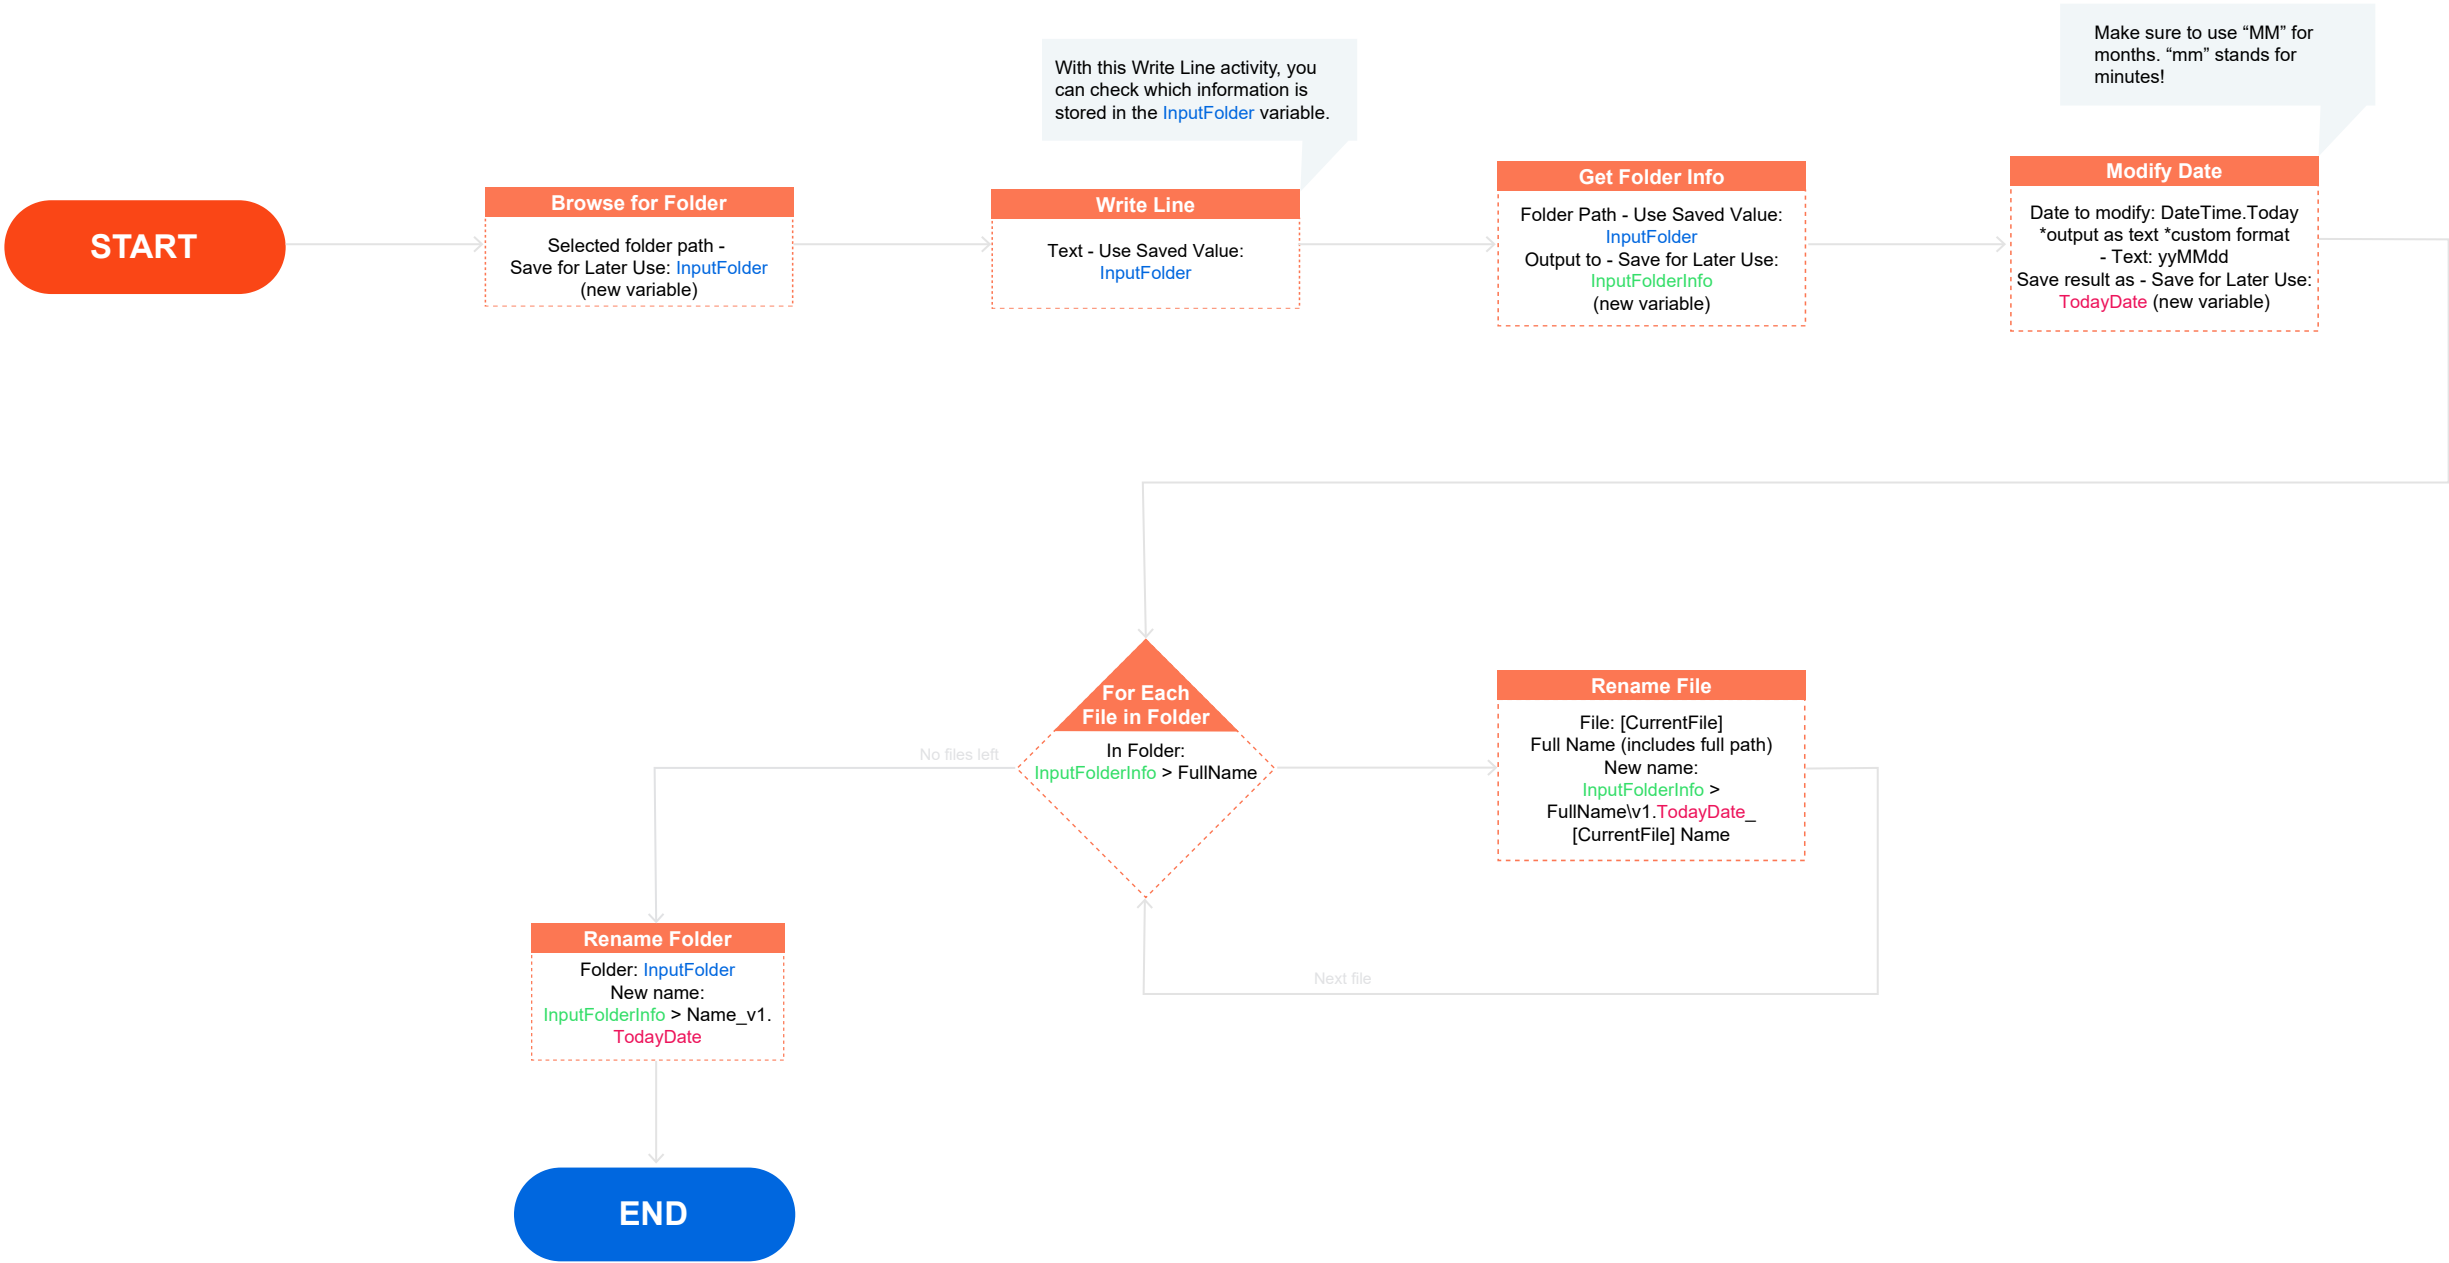 With this Write Line activity, you
can check which information is
stored in the InputFolder variable.
Make sure to use “MM” for
months. “mm” stands for
minutes!
START
Browse for Folder
Selected folder path -
Save for Later Use: InputFolder
(new variable)
Write Line
Text - Use Saved Value:
InputFolder
Get Folder Info
Folder Path - Use Saved Value:
InputFolder
Output to - Save for Later Use:
InputFolderInfo
(new variable)
Modify Date
Date to modify: DateTime.Today
*output as text *custom format
- Text: yyMMdd
Save result as - Save for Later Use:
TodayDate (new variable)
For Each
File in Folder
In Folder:
InputFolderInfo > FullName
No files left
Rename File
File: [CurrentFile]
Full Name (includes full path)
New name:
InputFolderInfo >
FullName\v1.TodayDate_
[CurrentFile] Name
Next file
Rename Folder
Folder: InputFolder
New name:
InputFolderInfo > Name_v1.
TodayDate
END